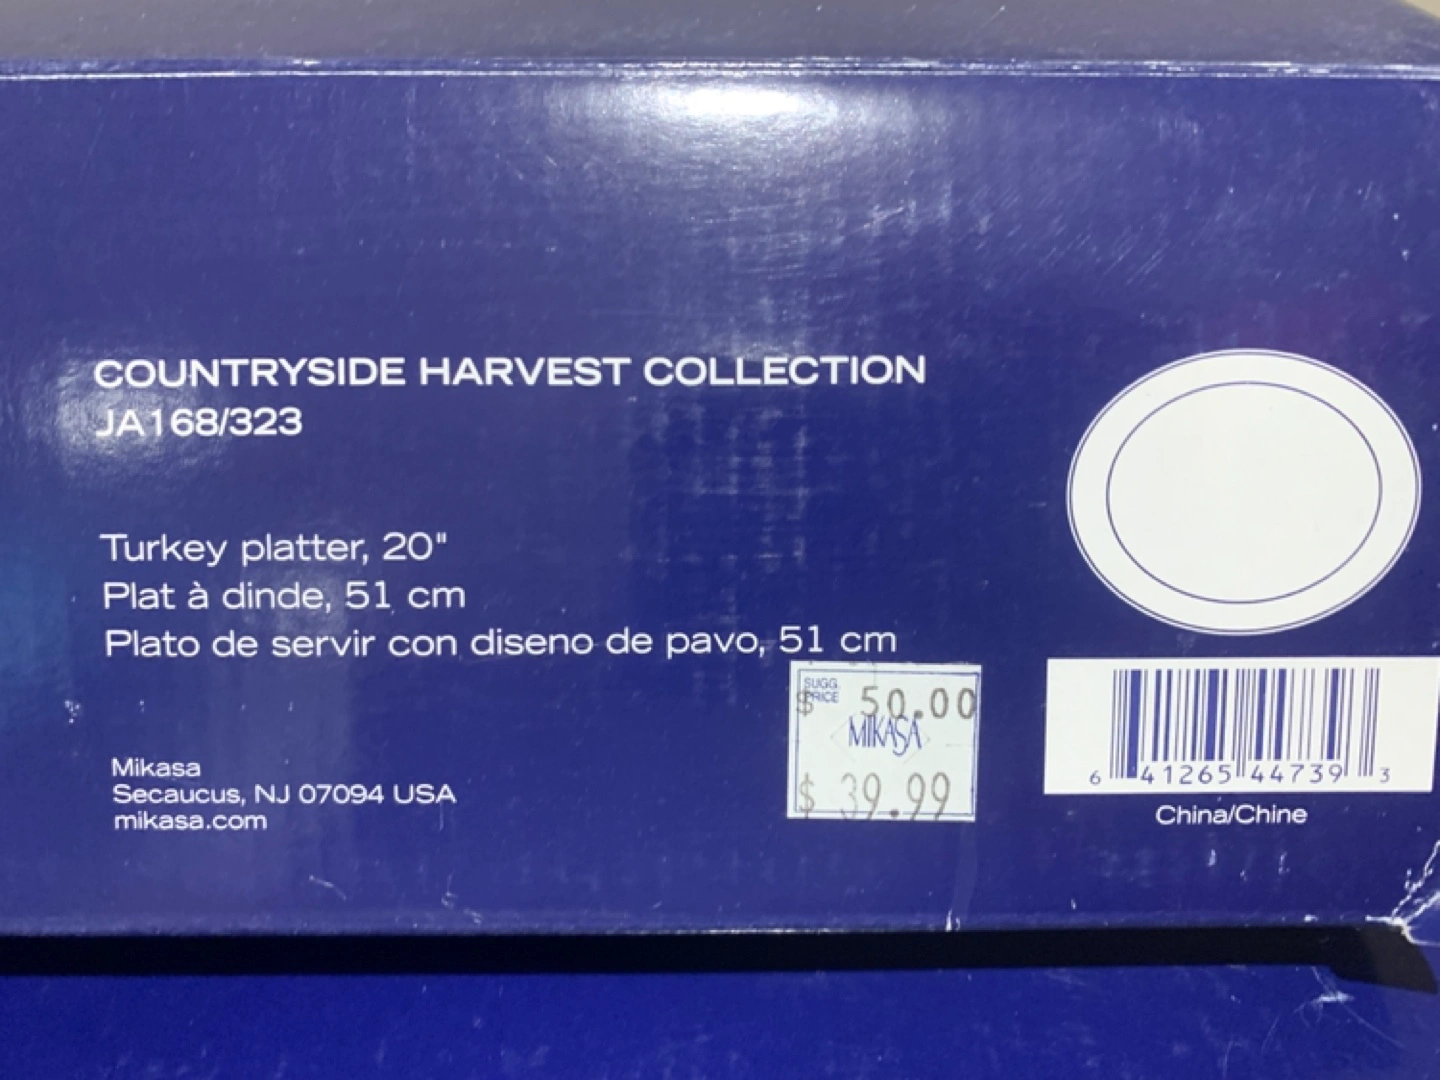 COUNTRYSIDE HARVEST COLLECTION
JA168/323
Turkey platter, 20"
Plat à dinde, 51 cm
Plato de servir con diseno de pavo, 51 cm
Mikasa
Secaucus, NJ 07094 USA
mikasa.com
SUGG.
PRICE
$ 50.00
MIKASA
$ 39.99
6 41265 44739 3
China/Chine